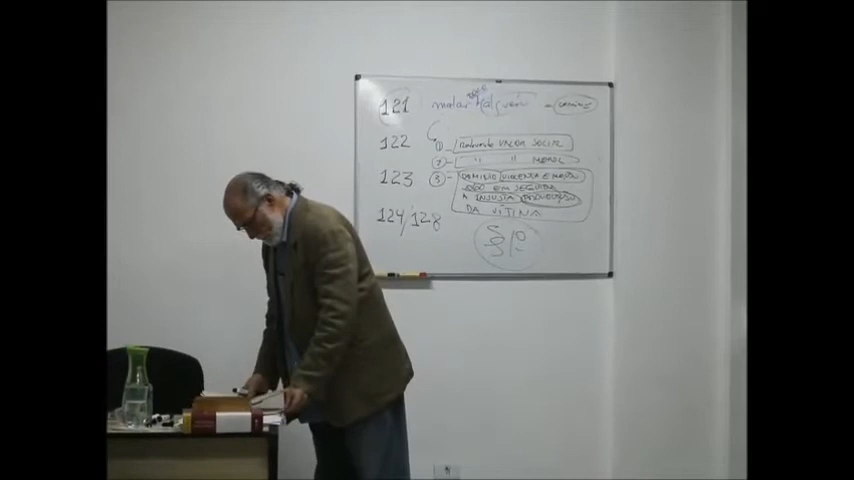 121 matar alguém
122 ① relevante VALOR SOCIAL
② " " MORAL
123 ③ DOMÍNIO VIOLENTA EMOÇÃO
LOGO EM SEGUIDA
A INJUSTA PROVOCAÇÃO
DA VÍTIMA
124/128